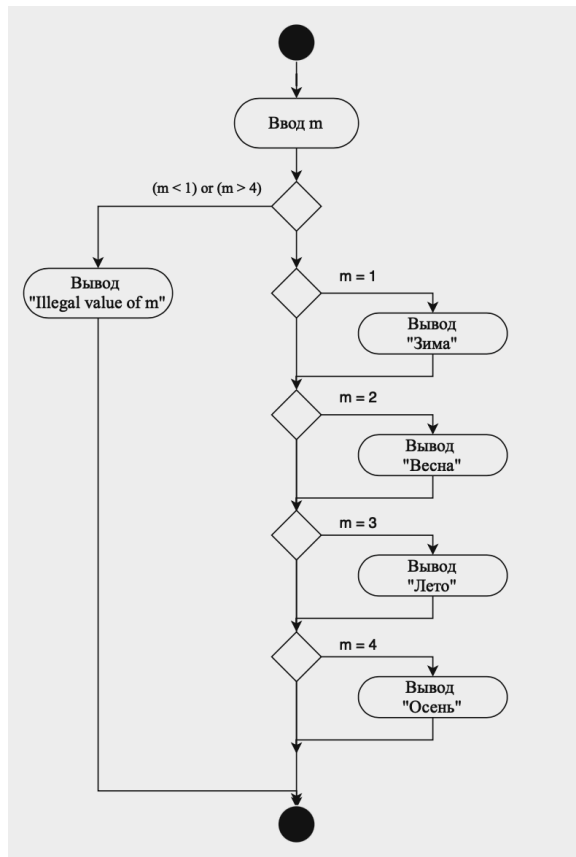 Ввод m
(m < 1) or (m > 4)
Вывод
"Illegal value of m"
m = 1
Вывод
"Зима"
m = 2
Вывод
"Весна"
m = 3
Вывод
"Лето"
m = 4
Вывод
"Осень"